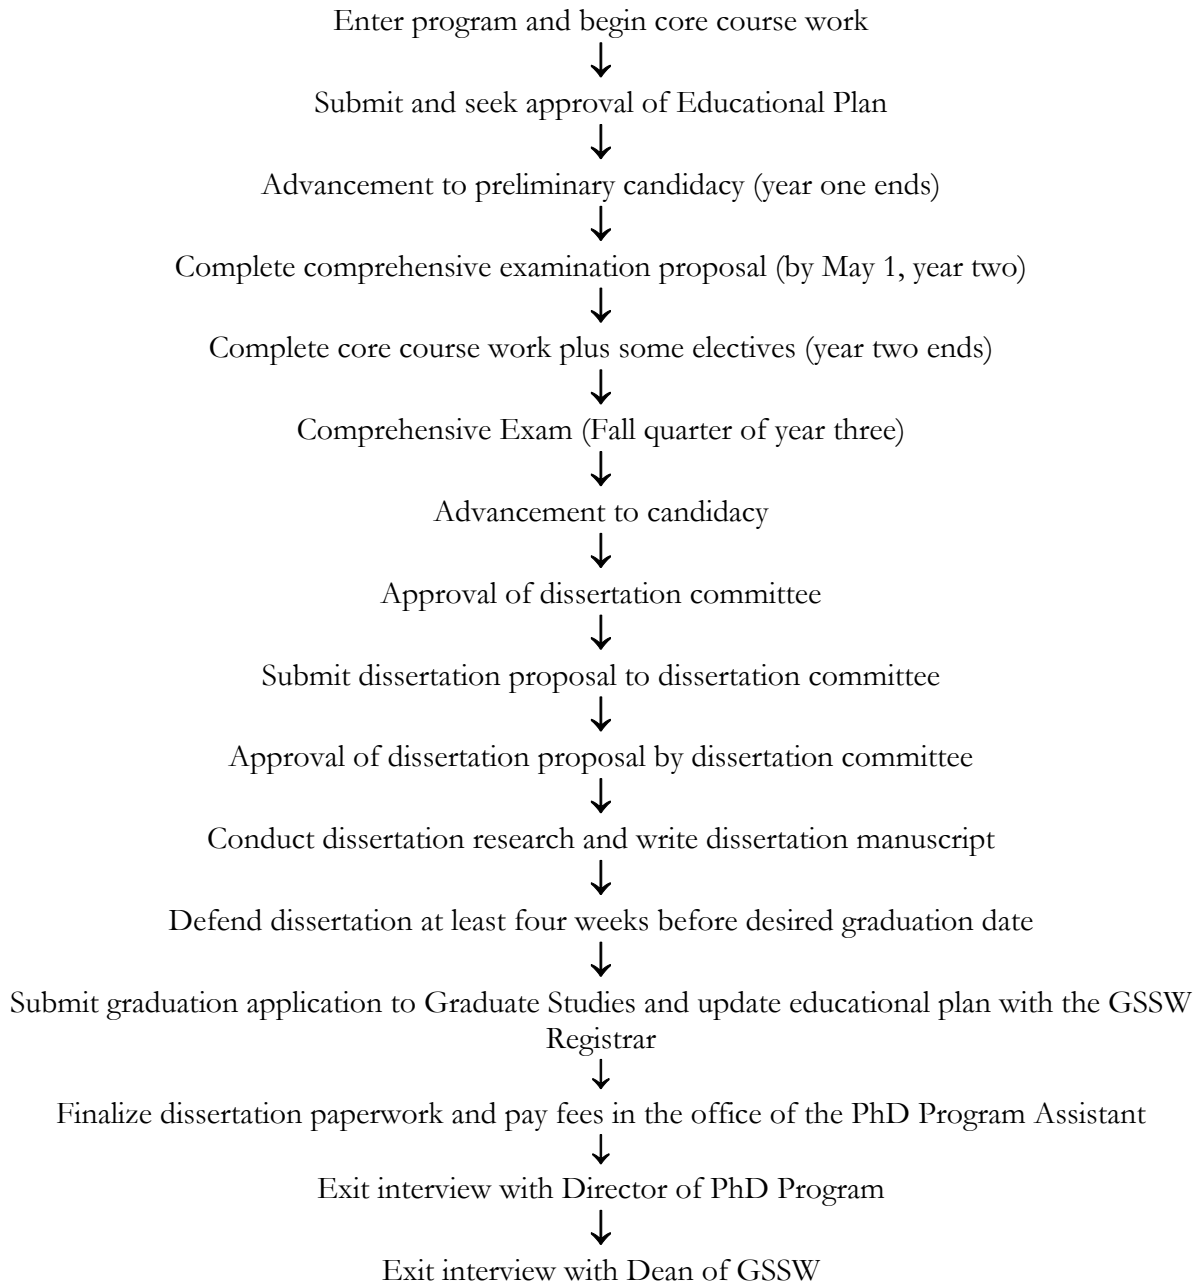 Enter program and begin core course work
Submit and seek approval of Educational Plan
Advancement to preliminary candidacy (year one ends)
Complete comprehensive examination proposal (by May 1, year two)
Complete core course work plus some electives (year two ends)
Comprehensive Exam (Fall quarter of year three)
Advancement to candidacy
Approval of dissertation committee
Submit dissertation proposal to dissertation committee
Approval of dissertation proposal by dissertation committee
Conduct dissertation research and write dissertation manuscript
Defend dissertation at least four weeks before desired graduation date
Submit graduation application to Graduate Studies and update educational plan with the GSSW
Registrar
Finalize dissertation paperwork and pay fees in the office of the PhD Program Assistant
Exit interview with Director of PhD Program
Exit interview with Dean of GSSW